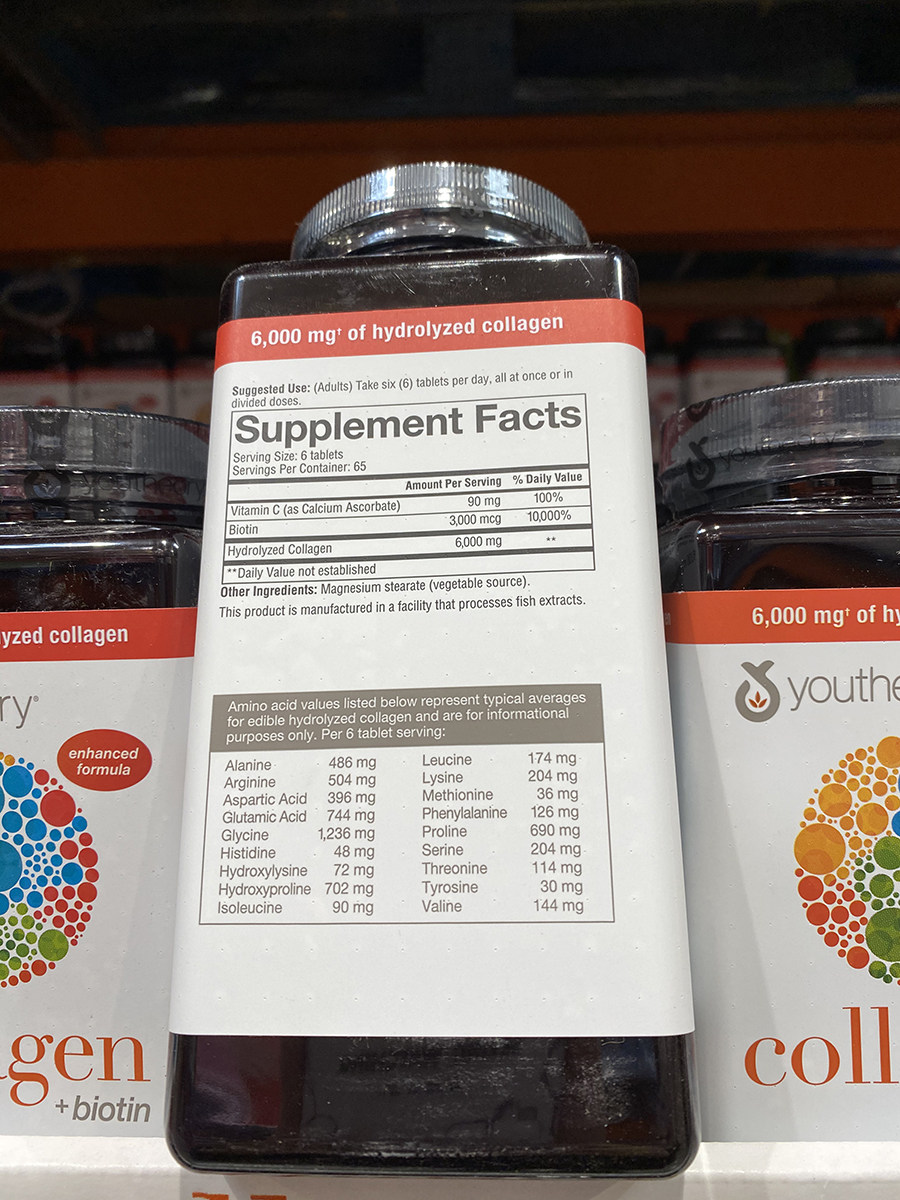 6,000 mg† of hydrolyzed collagen
Suggested Use: (Adults) Take six (6) tablets per day, all at once or in
divided doses.
Supplement Facts
Serving Size: 6 tablets
Servings Per Container: 65
Amount Per Serving % Daily Value
Vitamin C (as Calcium Ascorbate) 90 mg 100%
Biotin 3,000 mcg 10,000%
Hydrolyzed Collagen 6,000 mg **
**Daily Value not established
Other Ingredients: Magnesium stearate (vegetable source).
This product is manufactured in a facility that processes fish extracts.
Amino acid values listed below represent typical averages
for edible hydrolyzed collagen and are for informational
purposes only. Per 6 tablet serving:
Alanine 486 mg Leucine 174 mg
Arginine 504 mg Lysine 204 mg
Aspartic Acid 396 mg Methionine 36 mg
Glutamic Acid 744 mg Phenylalanine 126 mg
Glycine 1,236 mg Proline 690 mg
Histidine 48 mg Serine 204 mg
Hydroxylysine 72 mg Threonine 114 mg
Hydroxyproline 702 mg Tyrosine 30 mg
Isoleucine 90 mg Valine 144 mg
youtheory
yzed collagen
ry®
enhanced
formula
gen
+biotin
youtheory
6,000 mg† of hy
youthe
coll